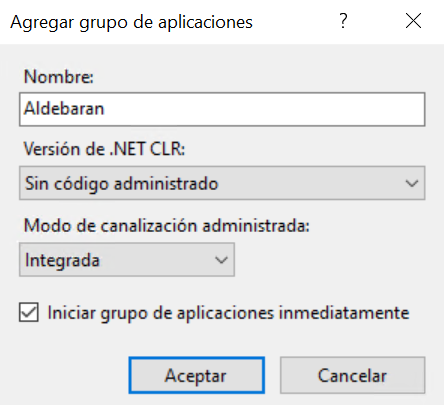 Agregar grupo de aplicaciones ? ×
Nombre:
Aldebaran
Versión de .NET CLR:
Sin código administrado
Modo de canalización administrada:
Integrada
Iniciar grupo de aplicaciones inmediatamente
Aceptar Cancelar